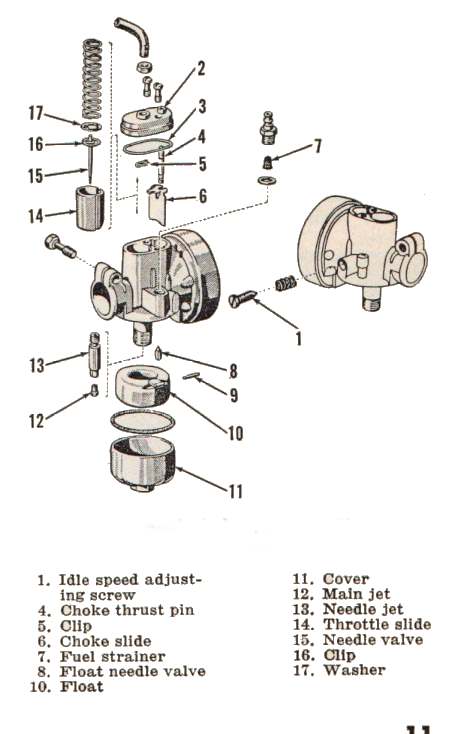 2
3
17
4
16
5
7
15
6
14
1
13
8
9
12
10
11
1. Idle speed adjust-
ing screw
4. Choke thrust pin
5. Clip
6. Choke slide
7. Fuel strainer
8. Float needle valve
10. Float
11. Cover
12. Main jet
13. Needle jet
14. Throttle slide
15. Needle valve
16. Clip
17. Washer
11